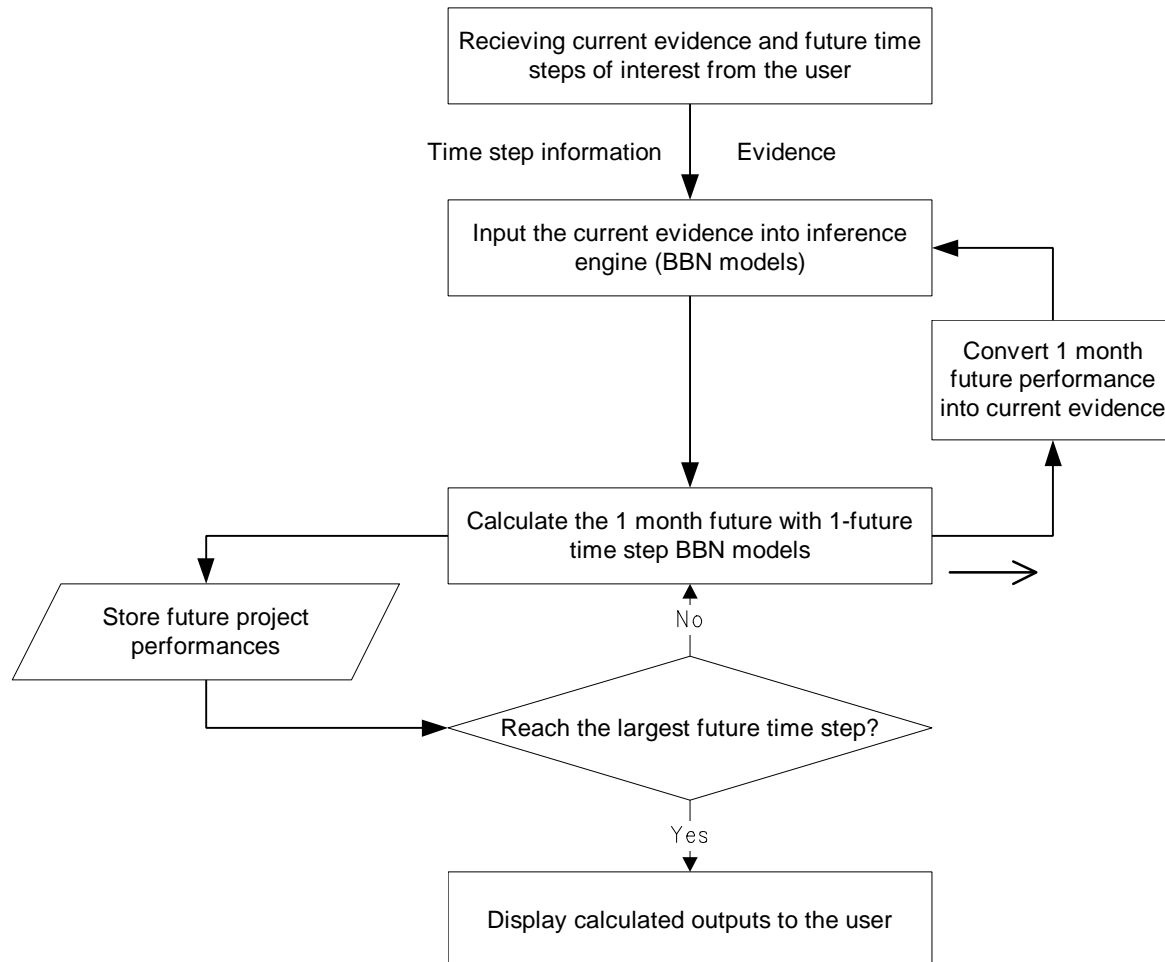 Recieving current evidence and future time
steps of interest from the user
Time step information
Evidence
Input the current evidence into inference
engine (BBN models)
Convert 1 month
future performance
into current evidence
Calculate the 1 month future with 1-future
time step BBN models
Store future project
performances
No
Reach the largest future time step?
Yes
Display calculated outputs to the user